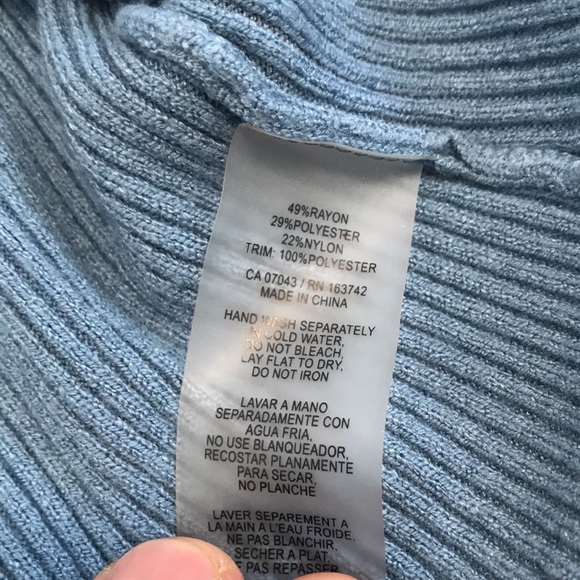 49%RAYON
29%POLYESTER
22%NYLON
TRIM: 100%POLYESTER
CA 07043 / RN 163742
MADE IN CHINA
HAND WASH SEPARATELY
IN COLD WATER,
DO NOT BLEACH,
LAY FLAT TO DRY,
DO NOT IRON
LAVAR A MANO
SEPARADAMENTE CON
AGUA FRIA,
NO USE BLANQUEADOR,
RECOSTAR PLANAMENTE
PARA SECAR,
NO PLANCHE
LAVER SEPAREMENT A
LA MAIN A L'EAU FROIDE,
NE PAS BLANCHIR,
SECHER A PLAT,
PAS REPASSER